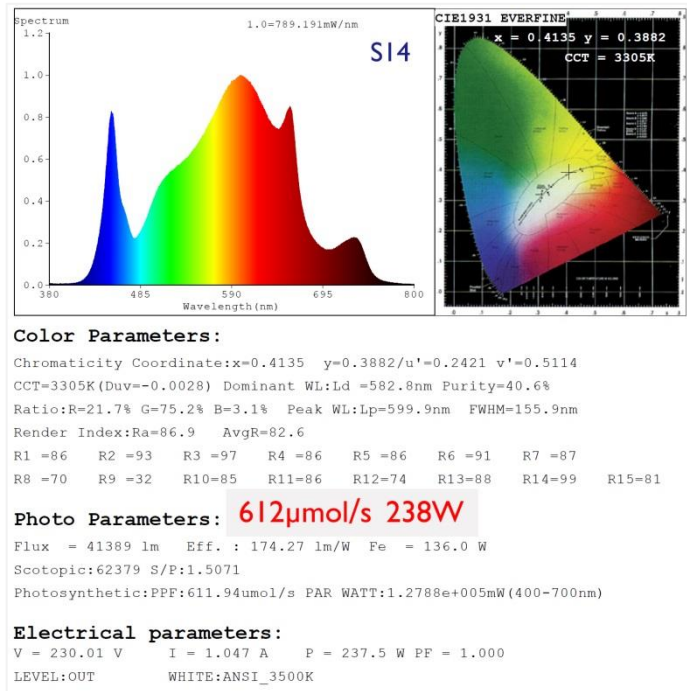 Spectrum
1.0=789.191mW/nm
S14
1.2
1.0
0.8
0.6
0.4
0.2
0.0
380 485 590 695 800
Wavelength(nm)
CIE1931 EVERFINE
x = 0.4135 y = 0.3882
CCT = 3305K
Color Parameters:
Chromaticity Coordinate:x=0.4135 y=0.3882/u'=0.2421 v'=0.5114
CCT=3305K(Duv=-0.0028) Dominant WL:Ld =582.8nm Purity=40.6%
Ratio:R=21.7% G=75.2% B=3.1% Peak WL:Lp=599.9nm FWHM=155.9nm
Render Index:Ra=86.9 AvgR=82.6
R1 =86 R2 =93 R3 =97 R4 =86 R5 =86 R6 =91 R7 =87
R8 =70 R9 =32 R10=85 R11=86 R12=74 R13=88 R14=99 R15=81
Photo Parameters:
612µmol/s 238W
Flux = 41389 lm Eff. : 174.27 lm/W Fe = 136.0 W
Scotopic:62379 S/P:1.5071
Photosynthetic:PPF:611.94umol/s PAR WATT:1.2788e+005mW(400-700nm)
Electrical parameters:
V = 230.01 V I = 1.047 A P = 237.5 W PF = 1.000
LEVEL:OUT WHITE:ANSI_3500K